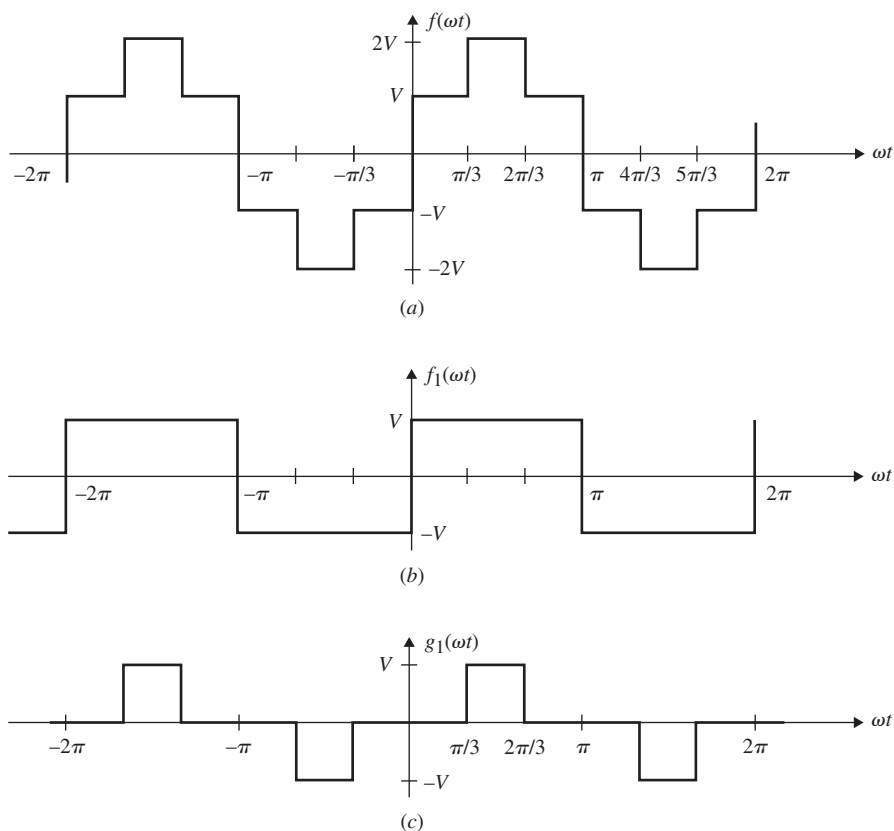 f(ωt)
2V
V
–2π –π –π/3 π/3 2π/3 π 4π/3 5π/3 2π ωt
–V
–2V
(a)
f1(ωt)
V
–2π –π π 2π ωt
–V
(b)
g1(ωt)
V
–2π –π π/3 2π/3 π 2π ωt
–V
(c)